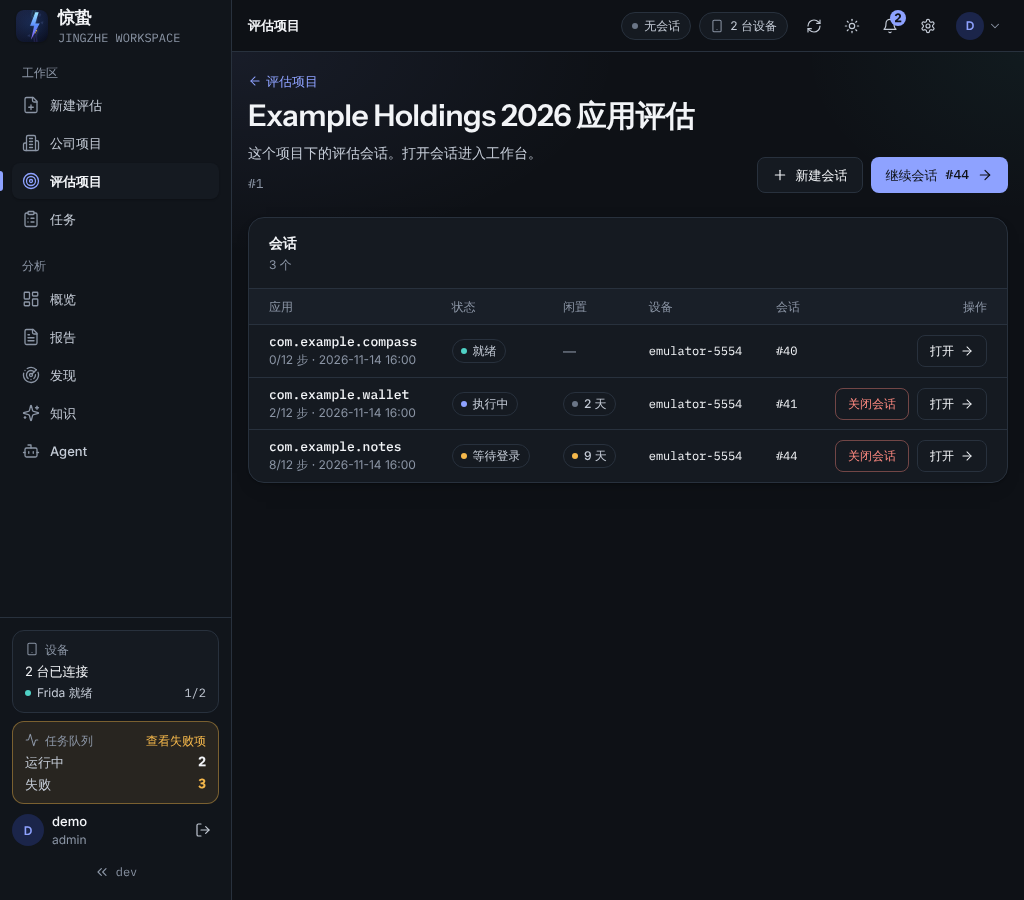 惊蛰
JINGZHE WORKSPACE
工作区
新建评估
公司项目
评估项目
任务
分析
概览
报告
发现
知识
Agent
设备
2 台已连接
Frida 就绪 1/2
任务队列 查看失败项
运行中 2
失败 3
D demo
admin
dev
评估项目 无会话 2 台设备 2 D
评估项目
Example Holdings 2026 应用评估
这个项目下的评估会话。打开会话进入工作台。
#1
新建会话 继续会话 #44
会话
3 个
应用 状态 闲置 设备 会话 操作
com.example.compass
0/12 步 · 2026-11-14 16:00
就绪 — emulator-5554 #40 打开
com.example.wallet
2/12 步 · 2026-11-14 16:00
执行中 2 天 emulator-5554 #41 关闭会话 打开
com.example.notes
8/12 步 · 2026-11-14 16:00
等待登录 9 天 emulator-5554 #44 关闭会话 打开